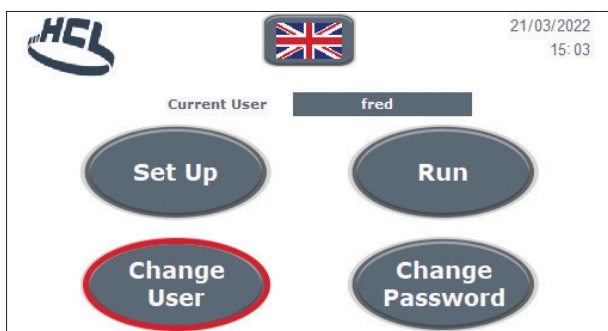 HCL
21/03/2022
15:03
Current User fred
Set Up Run
Change
User
Change
Password